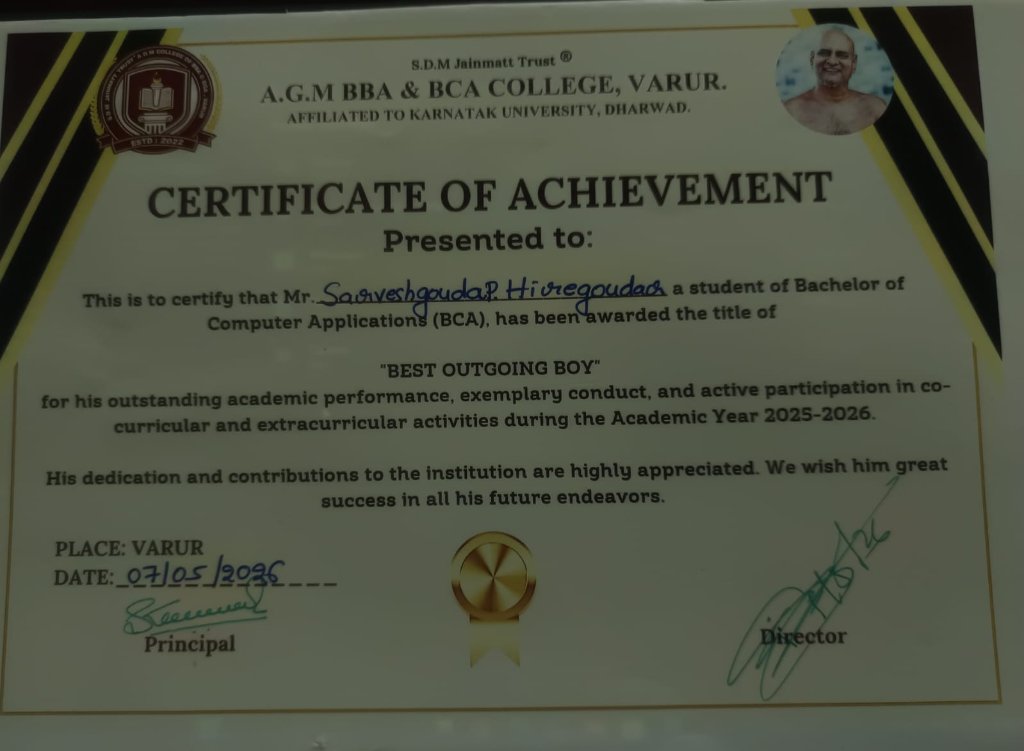 S.D.M Jainmatt Trust ®
A.G.M BBA & BCA COLLEGE, VARUR.
AFFILIATED TO KARNATAK UNIVERSITY, DHARWAD.
ESTD : 2022
CERTIFICATE OF ACHIEVEMENT
Presented to:
This is to certify that Mr. Sarveshgouda P. Hiregoudar a student of Bachelor of
Computer Applications (BCA), has been awarded the title of
"BEST OUTGOING BOY"
for his outstanding academic performance, exemplary conduct, and active participation in co-
curricular and extracurricular activities during the Academic Year 2025-2026.
His dedication and contributions to the institution are highly appreciated. We wish him great
success in all his future endeavors.
PLACE: VARUR
DATE: 07/05/2026
Principal
Director